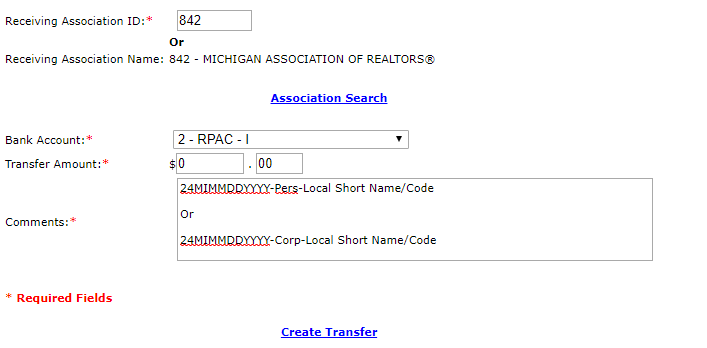 Receiving Association ID:* 842
Or
Receiving Association Name: 842 - MICHIGAN ASSOCIATION OF REALTORS®
Association Search
Bank Account:* 2 - RPAC - I
Transfer Amount:* $0 . 00
24MIMMDDYYYY-Pers-Local Short Name/Code
Or
Comments:*
24MIMMDDYYYY-Corp-Local Short Name/Code
* Required Fields
Create Transfer